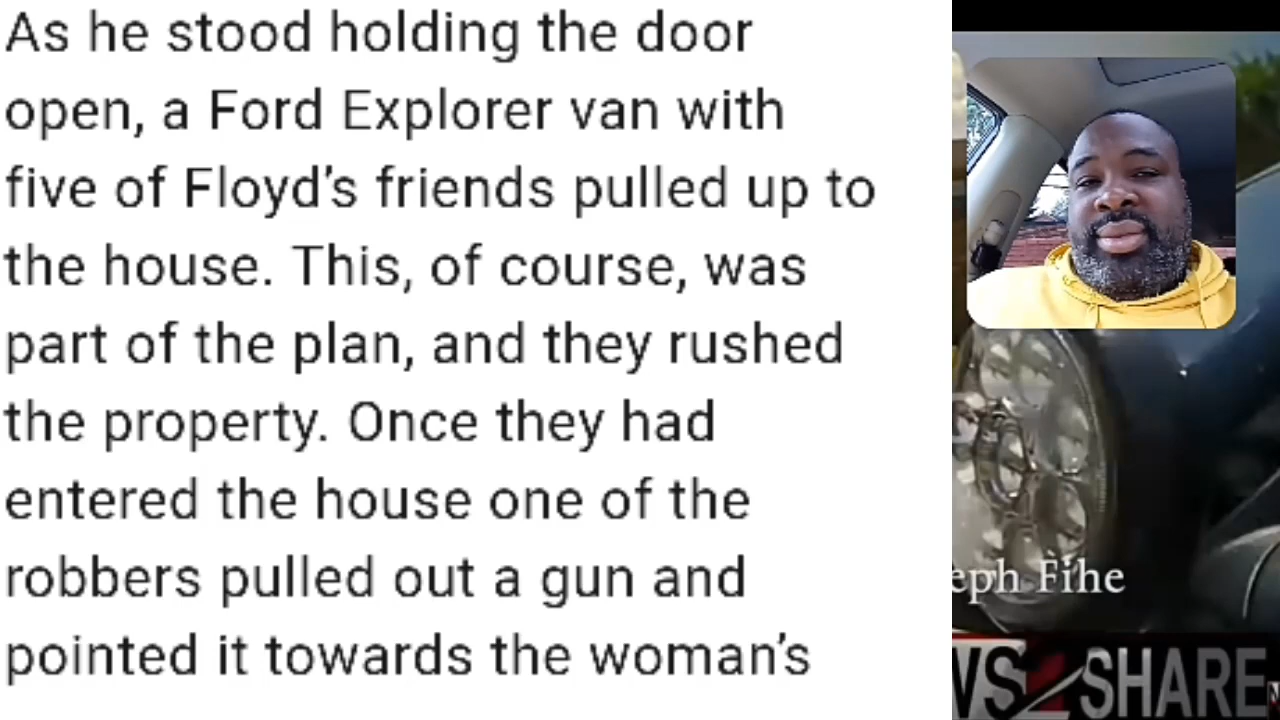 As he stood holding the door
open, a Ford Explorer van with
five of Floyd's friends pulled up to
the house. This, of course, was
part of the plan, and they rushed
the property. Once they had
entered the house one of the
robbers pulled out a gun and
pointed it towards the woman's
eph Fihe
WS2SHARE